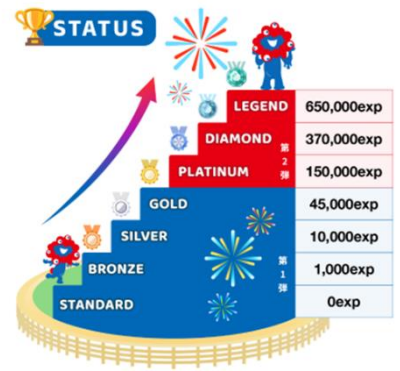 STATUS
LEGEND 650,000exp
DIAMOND 370,000exp
第2弾
PLATINUM 150,000exp
GOLD 45,000exp
SILVER 10,000exp
第1弾
BRONZE 1,000exp
STANDARD 0exp